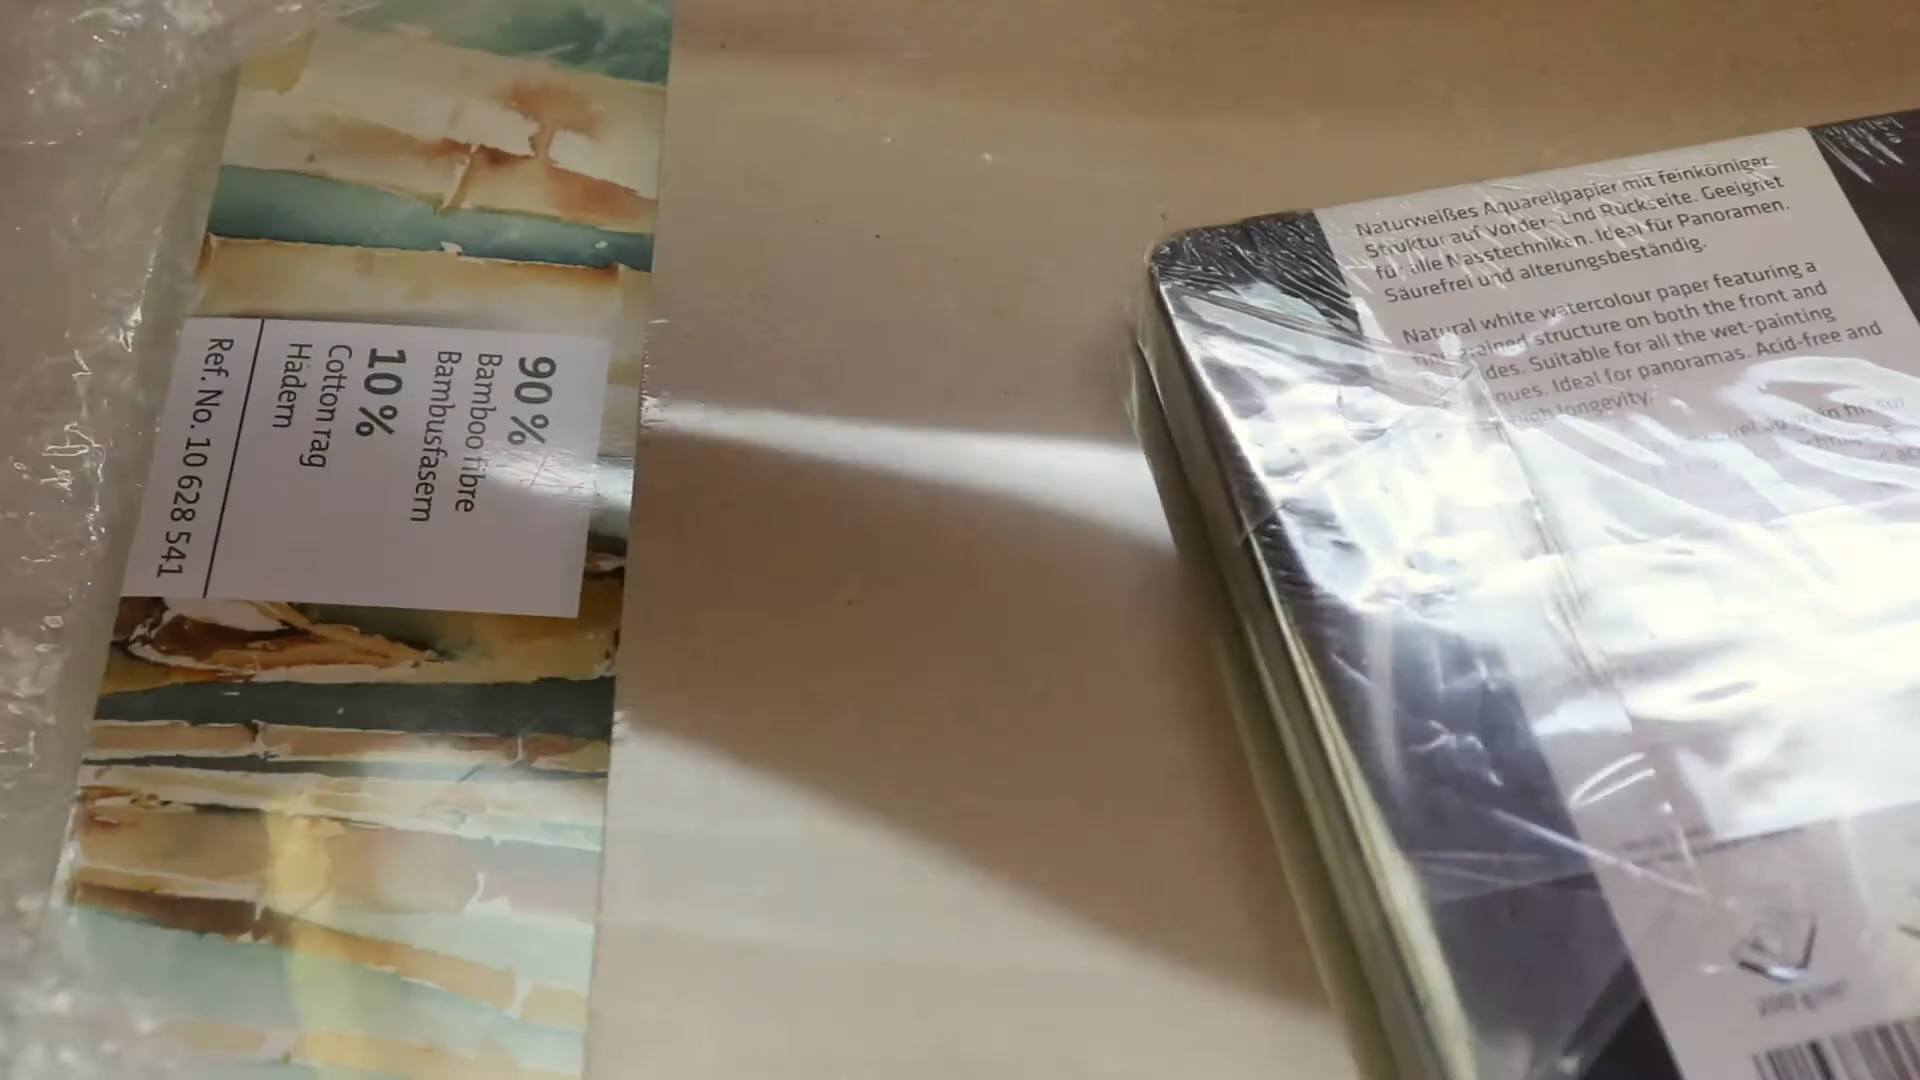 90%
Bamboo fibre
Bambusfasern
10%
Cotton rag
Hadern
Ref. No. 10 628 541
Naturweißes Aquarellpapier mit feinkörniger
Struktur auf Vorder- und Rückseite. Geeignet
für alle Nasstechniken. Ideal für Panoramen.
Säurefrei und alterungsbeständig.
Natural white watercolour paper featuring a
structure on both the front and
Suitable for all the wet-painting
Ideal for panoramas. Acid-free and
high longevity.